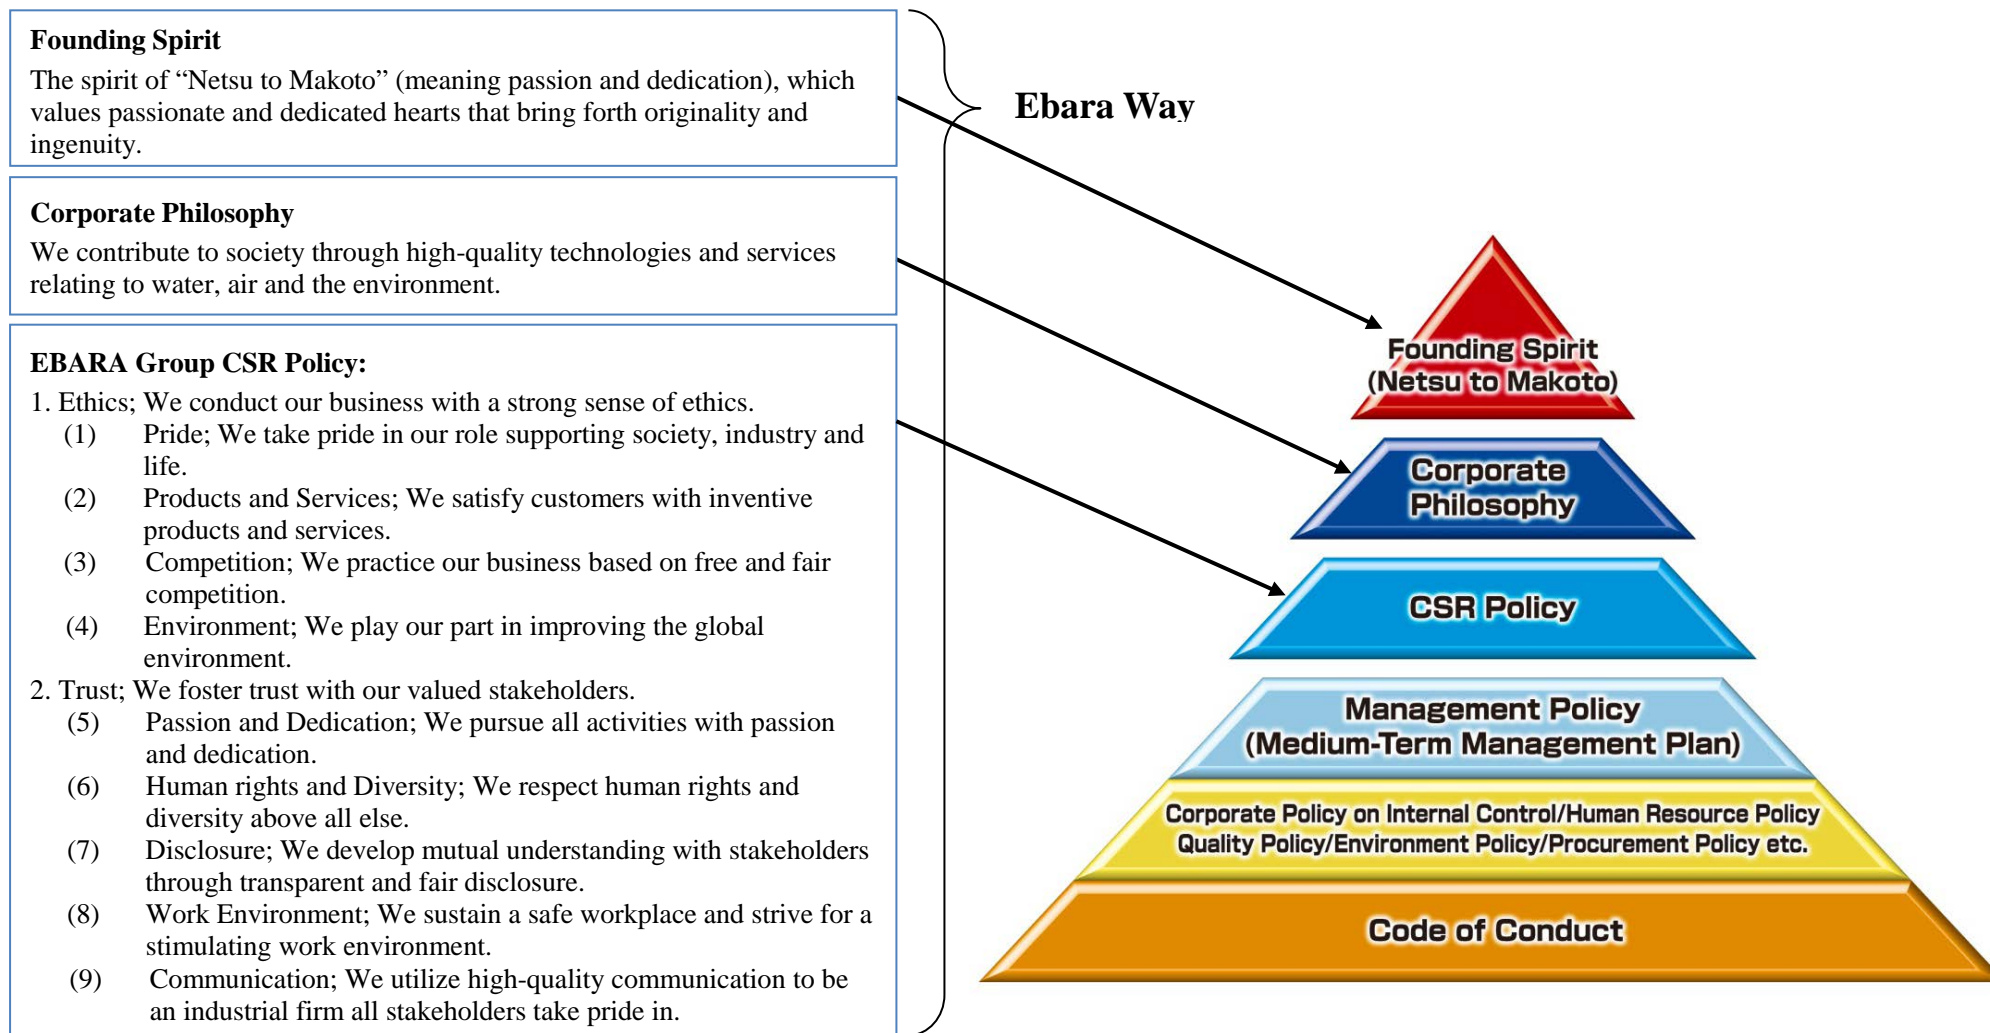 Founding Spirit
The spirit of “Netsu to Makoto” (meaning passion and dedication), which
values passionate and dedicated hearts that bring forth originality and
ingenuity.
Corporate Philosophy
We contribute to society through high-quality technologies and services
relating to water, air and the environment.
EBARA Group CSR Policy:
1. Ethics; We conduct our business with a strong sense of ethics.
(1) Pride; We take pride in our role supporting society, industry and
life.
(2) Products and Services; We satisfy customers with inventive
products and services.
(3) Competition; We practice our business based on free and fair
competition.
(4) Environment; We play our part in improving the global
environment.
2. Trust; We foster trust with our valued stakeholders.
(5) Passion and Dedication; We pursue all activities with passion
and dedication.
(6) Human rights and Diversity; We respect human rights and
diversity above all else.
(7) Disclosure; We develop mutual understanding with stakeholders
through transparent and fair disclosure.
(8) Work Environment; We sustain a safe workplace and strive for a
stimulating work environment.
(9) Communication; We utilize high-quality communication to be
an industrial firm all stakeholders take pride in.
Ebara Way
Founding Spirit
(Netsu to Makoto)
Corporate
Philosophy
CSR Policy
Management Policy
(Medium-Term Management Plan)
Corporate Policy on Internal Control/Human Resource Policy
Quality Policy/Environment Policy/Procurement Policy etc.
Code of Conduct